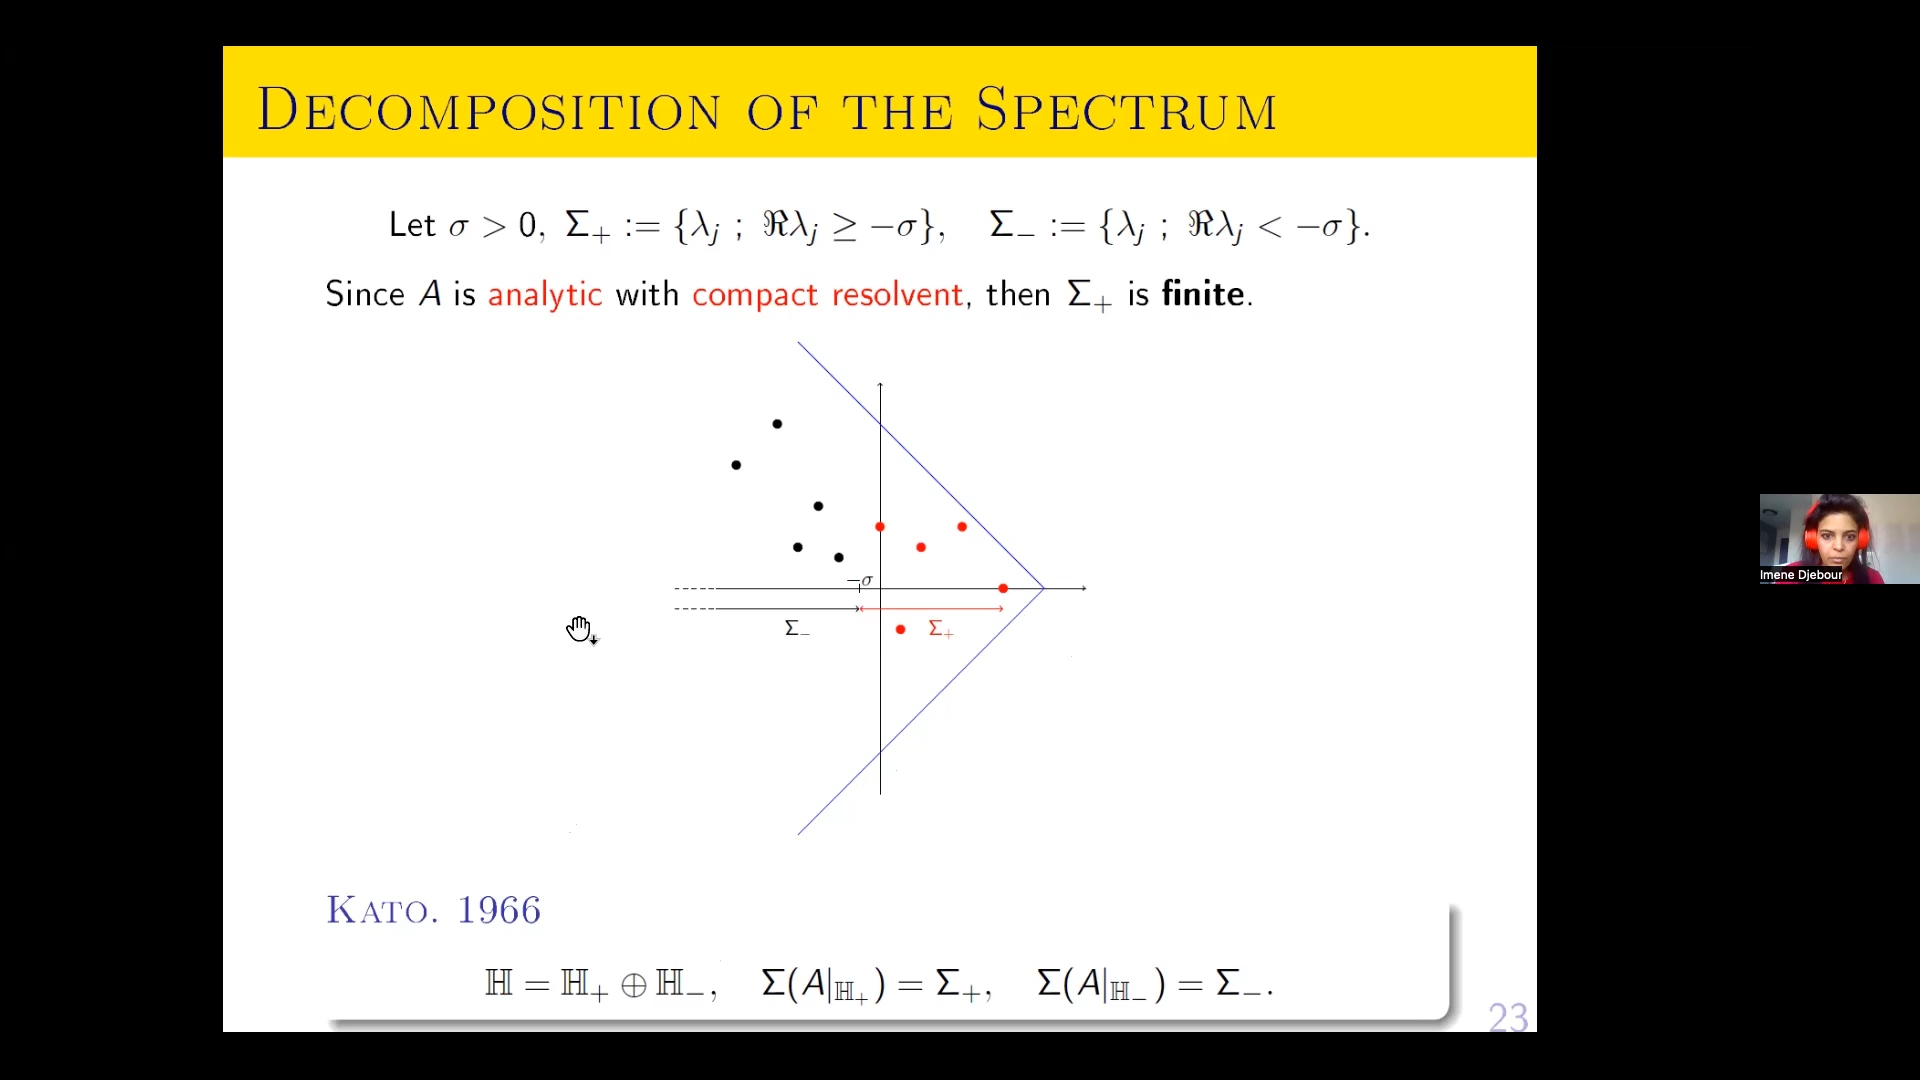 DECOMPOSITION OF THE SPECTRUM
Let σ > 0, Σ₊ := {λⱼ ; ℜλⱼ ≥ −σ}, Σ₋ := {λⱼ ; ℜλⱼ < −σ}.
Since A is analytic with compact resolvent, then Σ₊ is finite.
−σ
Σ₋ Σ₊
Imene Djebour
KATO. 1966
ℍ = ℍ₊ ⊕ ℍ₋, Σ(A|ℍ₊) = Σ₊, Σ(A|ℍ₋) = Σ₋.
23